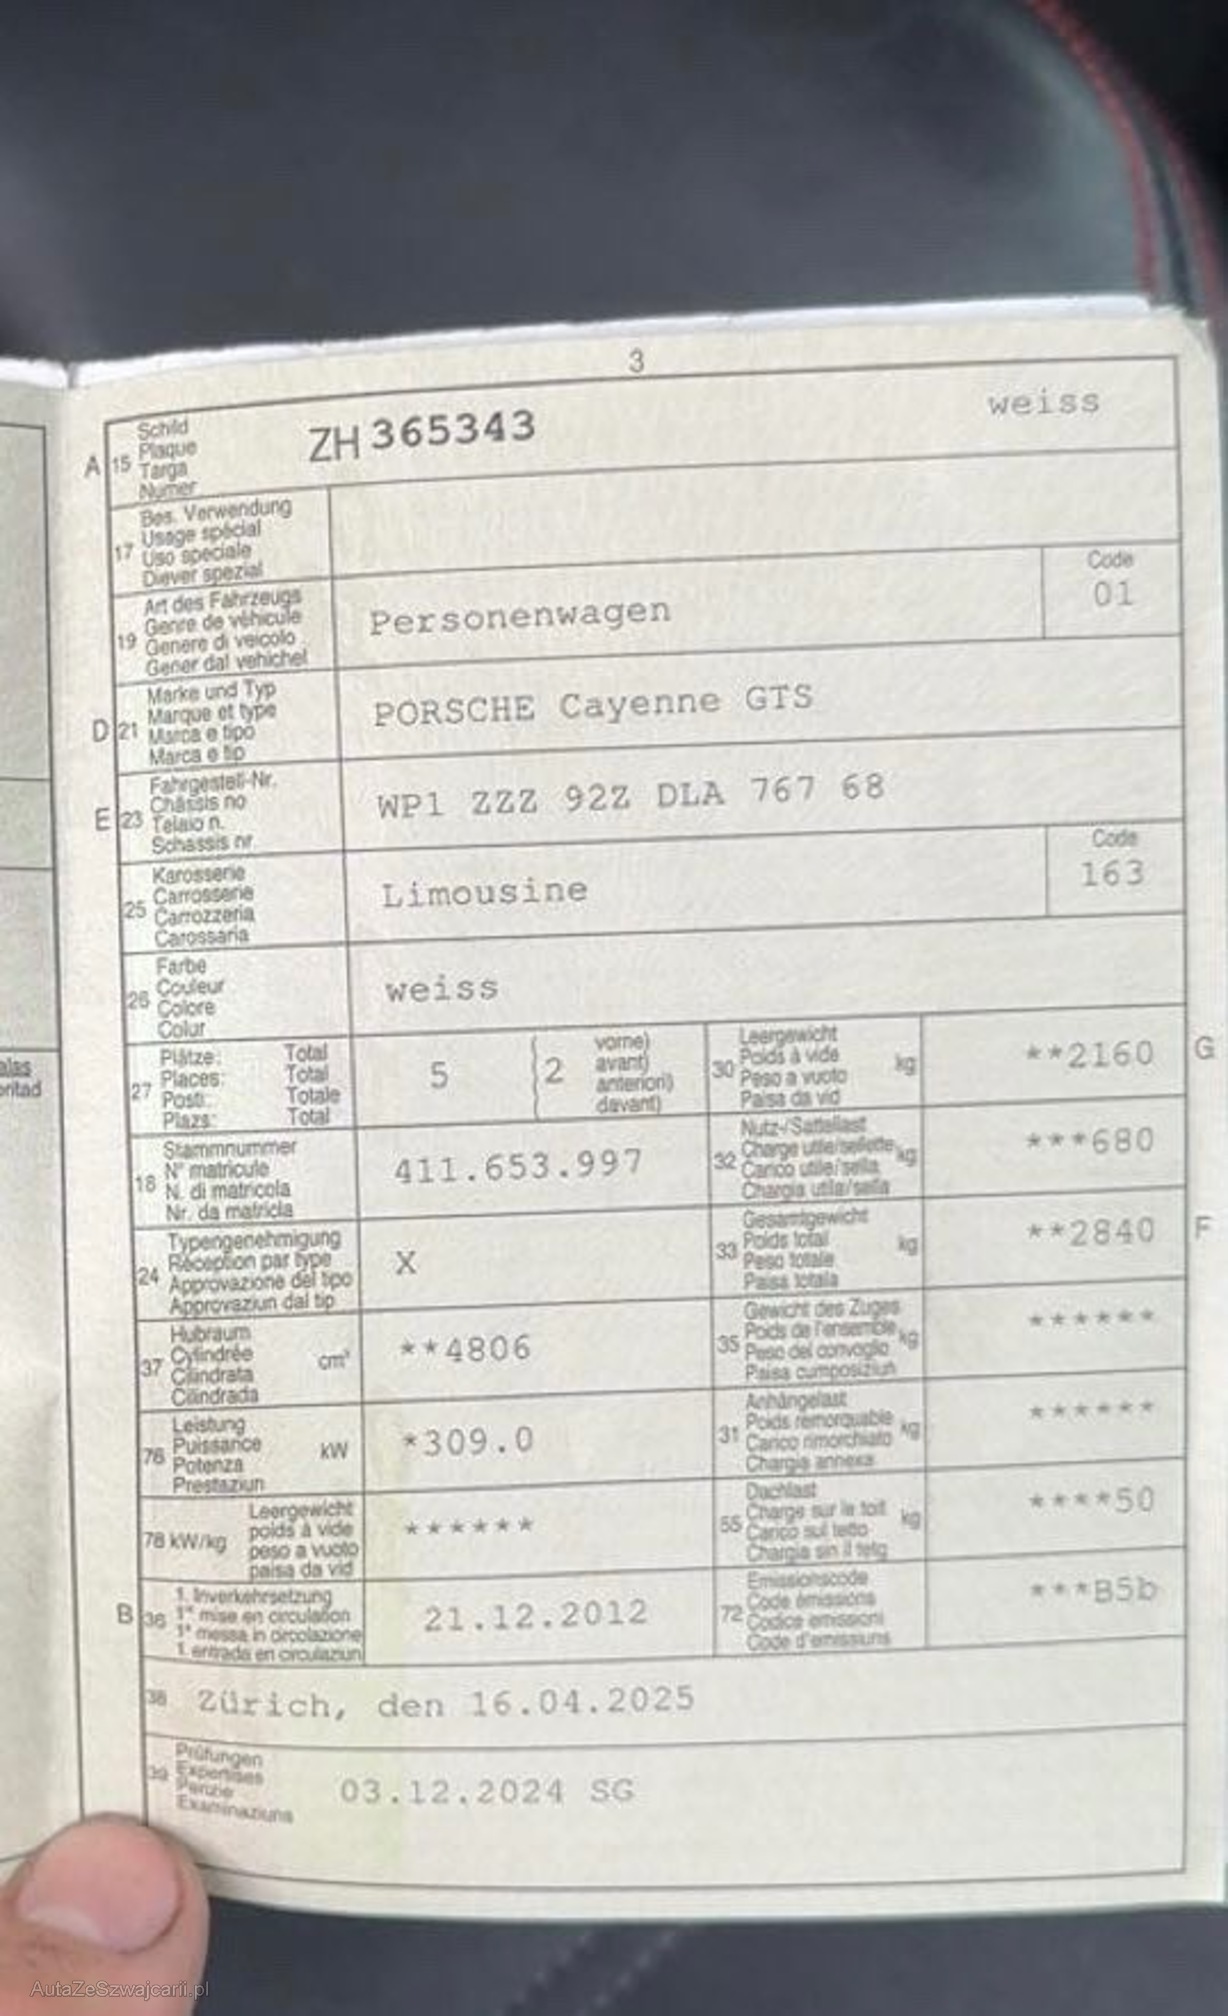 3
A 15 Schild
Plaque
Targa
Numer
ZH 365343 weiss
17 Bes. Verwendung
Usage spécial
Uso speciale
Diever spezial
19 Art des Fahrzeugs
Genre de véhicule
Genere di veicolo
Gener dal vehichel
Personenwagen
Code
01
D 21 Marke und Typ
Marque et type
Marca e tipo
Marca e tip
PORSCHE Cayenne GTS
E 23 Fahrgestell-Nr.
Châssis no
Telaio n.
Schassis nr.
WP1 ZZZ 92Z DLA 767 68
25 Karosserie
Carrosserie
Carrozzeria
Carossaria
Limousine
Code
163
26 Farbe
Couleur
Colore
Colur
weiss
27 Plätze: Total
Places: Total
Posti: Totale
Plazs: Total
5 2 vorne)
avant)
anteriori)
davant)
30 Leergewicht
Poids à vide
Peso a vuoto
Paisa da vid
kg
**2160 G
18 Stammnummer
N° matricule
N. di matricola
Nr. da matricla
411.653.997
32 Nutz-/Sattellast
Charge utile/sellette
Carico utile/sella
Chargia utila/sella
kg
***680
24 Typengenehmigung
Réception par type
Approvazione del tipo
Approvaziun dal tip
X
33 Gesamtgewicht
Poids total
Peso totale
Paisa totala
kg
**2840 F
37 Hubraum
Cylindrée
Cilindrata
Cilindrada
cm³
**4806
35 Gewicht des Zuges
Poids de l'ensemble
Peso del convoglio
Paisa cumposiziun
kg
******
76 Leistung
Puissance
Potenza
Prestaziun
kW
*309.0
31 Anhängelast
Poids remorquable
Carico rimorchiato
Chargia annexa
kg
******
78 kW/kg Leergewicht
poids à vide
peso a vuoto
paisa da vid
******
55 Dachlast
Charge sur le toit
Carico sul tetto
Chargia sin il tetg
kg
****50
B 36 1. Inverkehrsetzung
1re mise en circulation
1a messa in circolazione
1. entrada en circulaziun
21.12.2012
72 Emissionscode
Code émissions
Codice emissioni
Code d'emissiuns
***B5b
38 Zürich, den 16.04.2025
39 Prüfungen
Expertises
Perizie
Examinaziuns
03.12.2024 SG
AutaZeSzwajcarii.pl